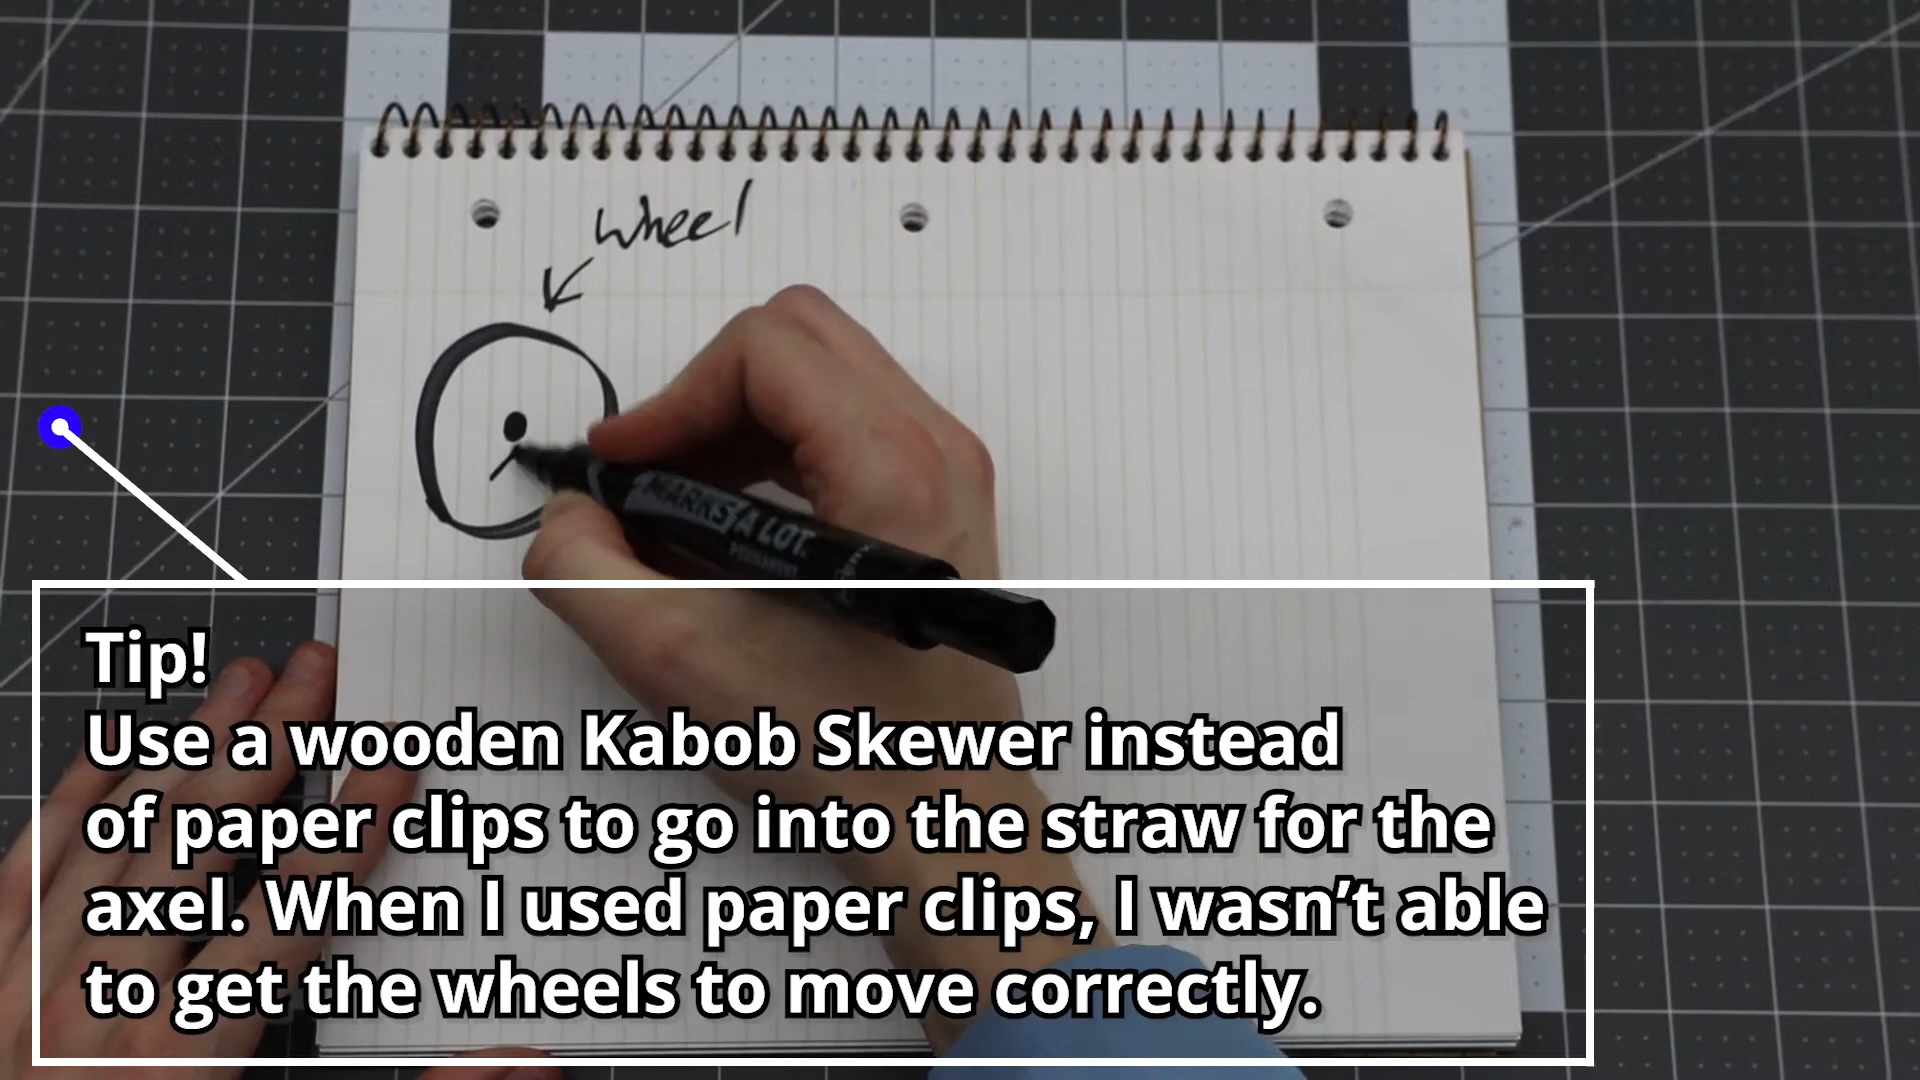 wheel
MARKS-A-LOT
PERMANENT
Tip!
Use a wooden Kabob Skewer instead
of paper clips to go into the straw for the
axel. When I used paper clips, I wasn’t able
to get the wheels to move correctly.